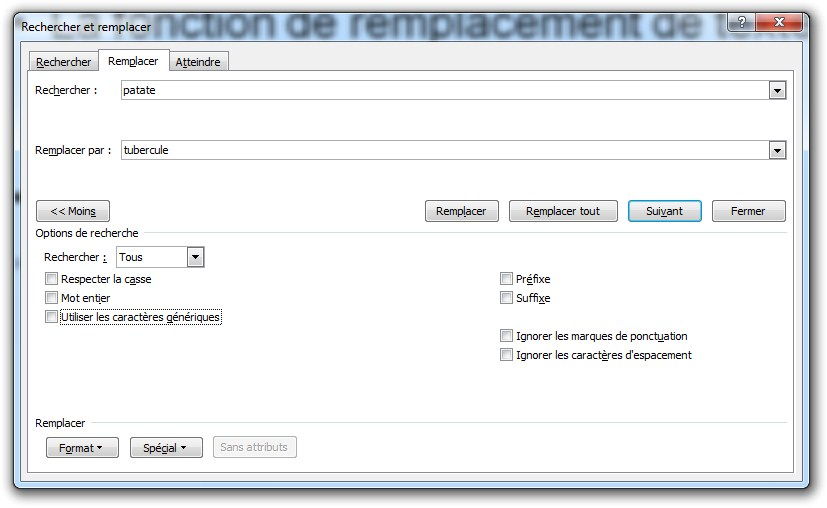 La fonction de remplacement de texte
Rechercher et remplacer
?
Rechercher Remplacer Atteindre
Rechercher : patate
Remplacer par : tubercule
<< Moins Remplacer Remplacer tout Suivant Fermer
Options de recherche
Rechercher : Tous
Respecter la casse Préfixe
Mot entier Suffixe
Utiliser les caractères génériques
Ignorer les marques de ponctuation
Ignorer les caractères d'espacement
Remplacer
Format Spécial Sans attributs